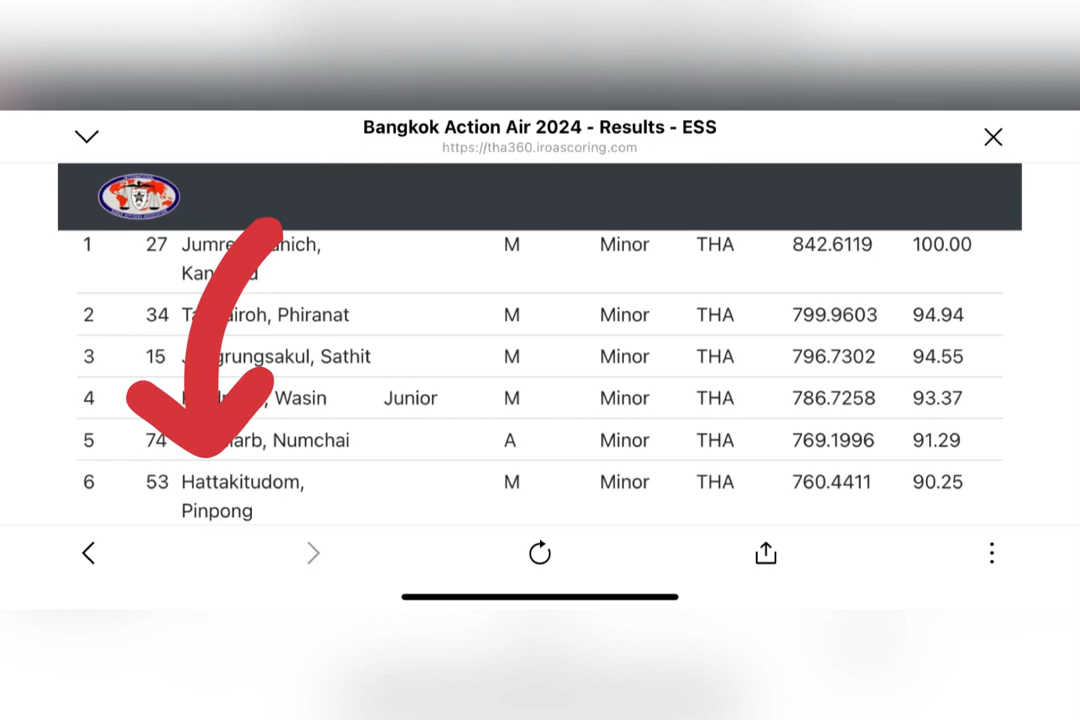 Bangkok Action Air 2024 - Results - ESS
https://tha360.iroascoring.com
1 27 M Minor THA 842.6119 100.00
2 34 Phiranat M Minor THA 799.9603 94.94
3 15 Sathit M Minor THA 796.7302 94.55
4 Wasin Junior M Minor THA 786.7258 93.37
5 74 Numchai A Minor THA 769.1996 91.29
6 53 Hattakitudom, M Minor THA 760.4411 90.25
Pinpong